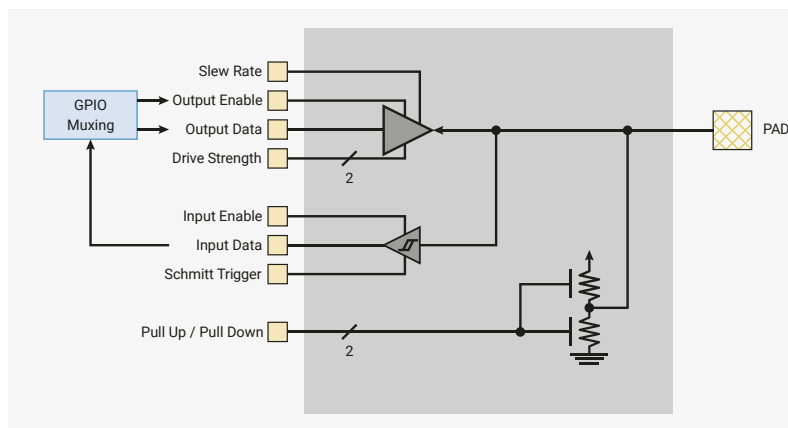 Slew Rate
GPIO
Muxing
Output Enable
Output Data
PAD
Drive Strength
2
Input Enable
Input Data
Schmitt Trigger
Pull Up / Pull Down
2